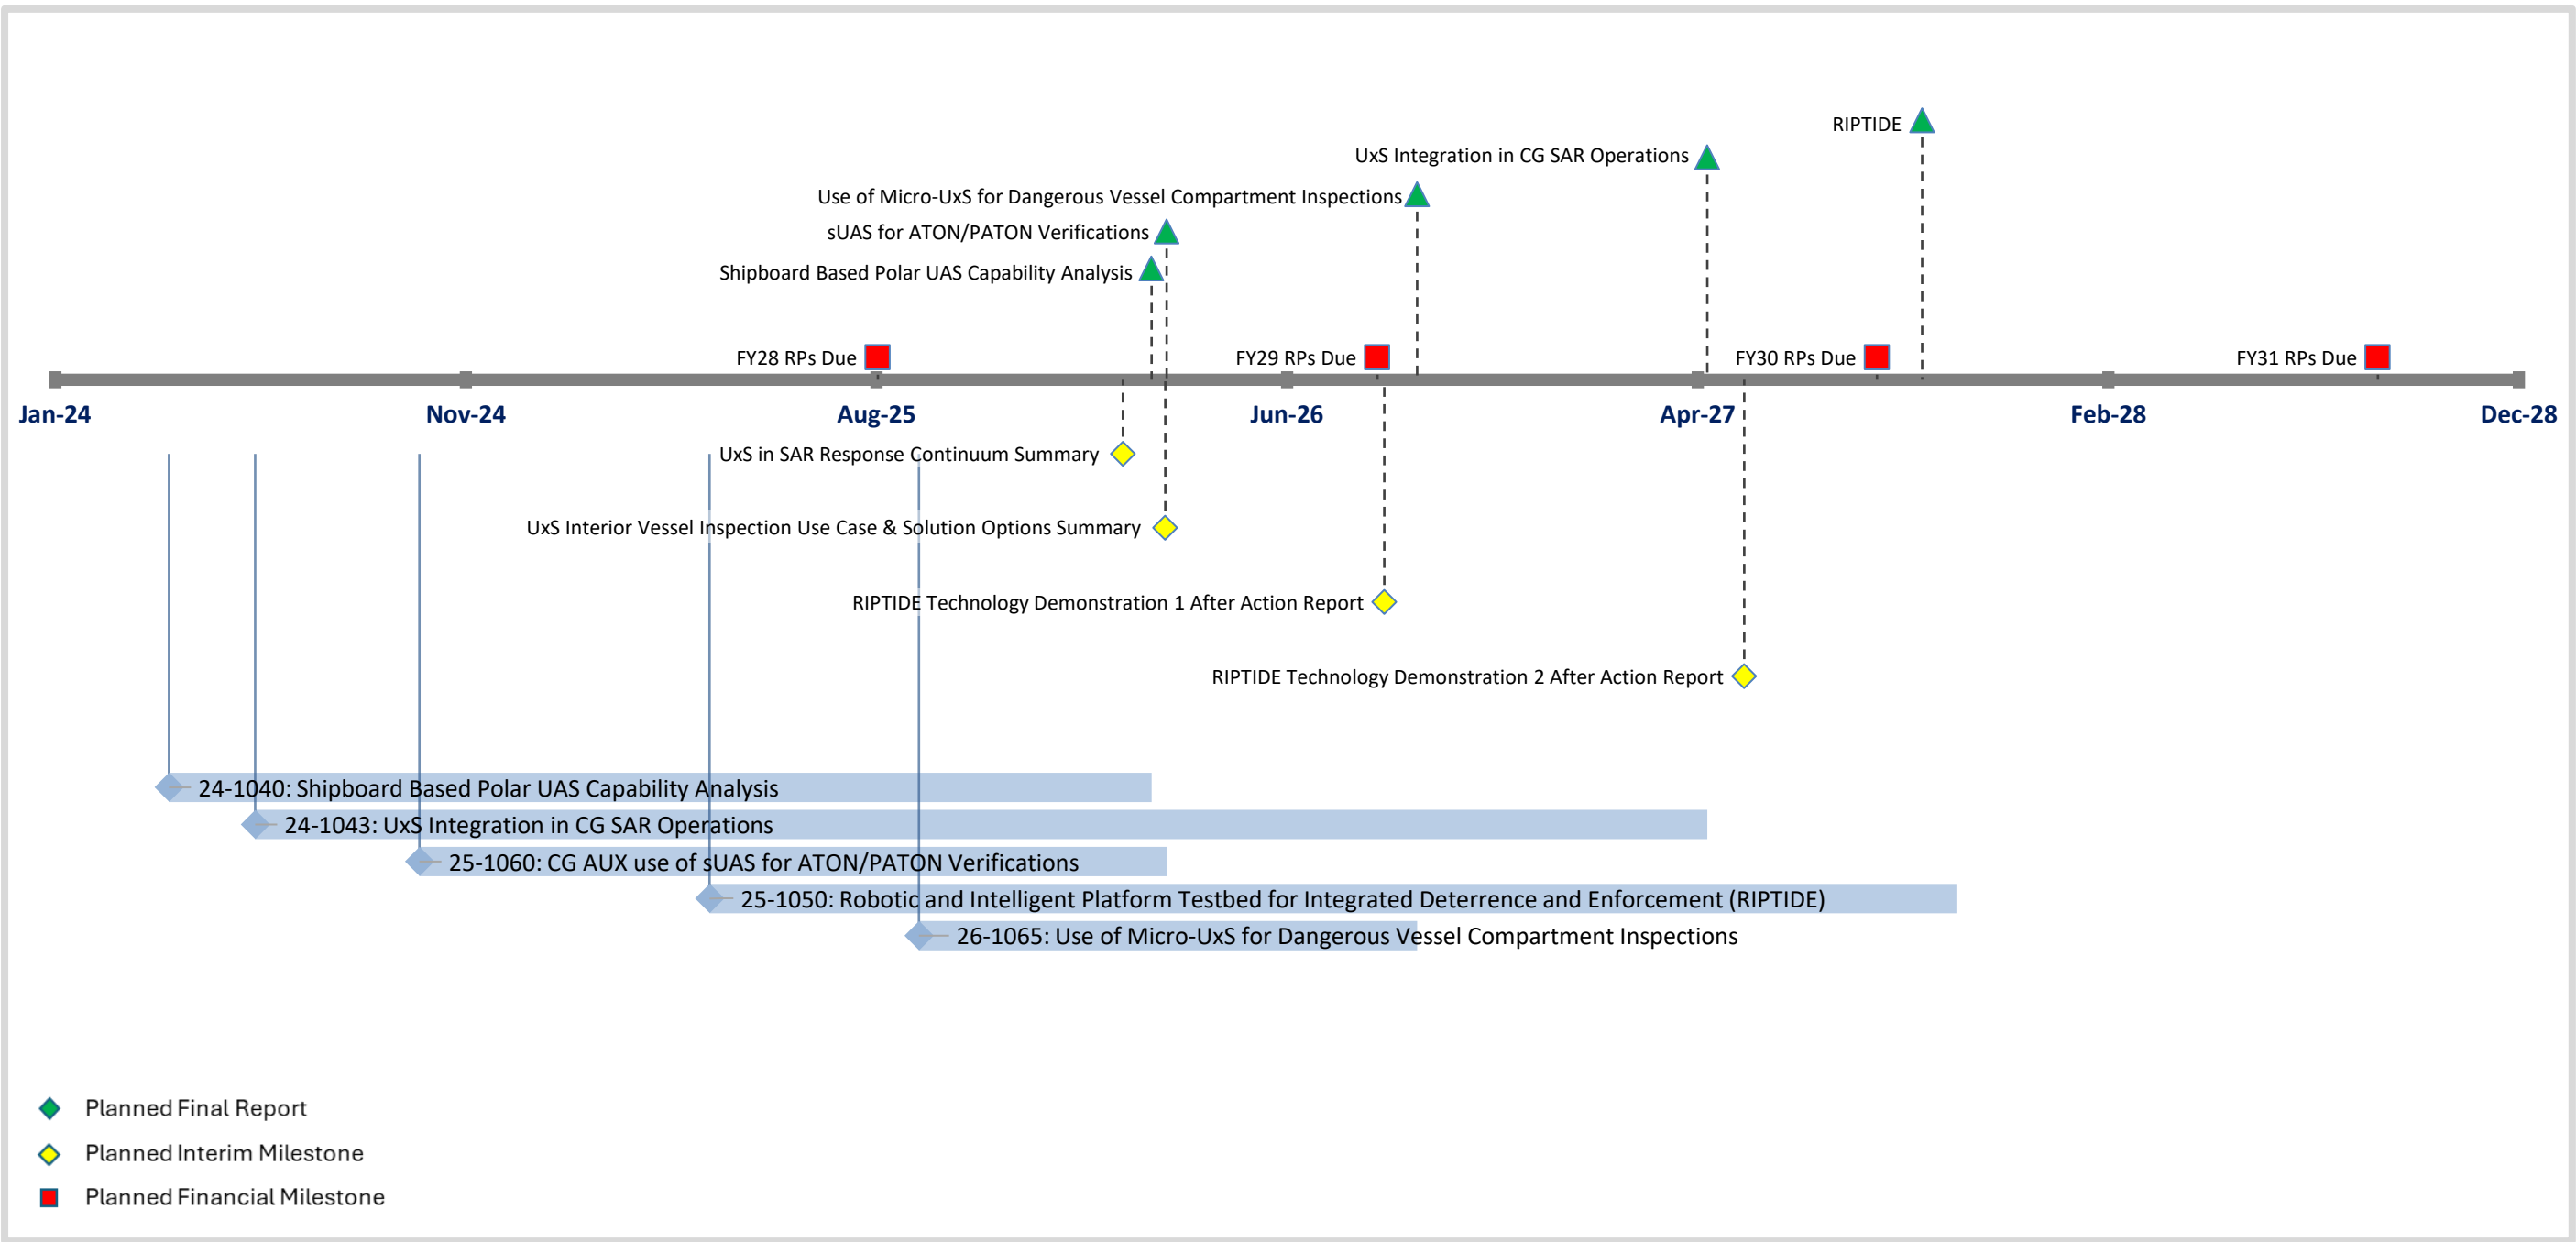 RIPTIDE
UxS Integration in CG SAR Operations
Use of Micro-UxS for Dangerous Vessel Compartment Inspections
sUAS for ATON/PATON Verifications
Shipboard Based Polar UAS Capability Analysis
FY28 RPs Due
FY29 RPs Due
FY30 RPs Due
FY31 RPs Due
Jan-24
Nov-24
Aug-25
Jun-26
Apr-27
Feb-28
Dec-28
UxS in SAR Response Continuum Summary
UxS Interior Vessel Inspection Use Case & Solution Options Summary
RIPTIDE Technology Demonstration 1 After Action Report
RIPTIDE Technology Demonstration 2 After Action Report
24-1040: Shipboard Based Polar UAS Capability Analysis
24-1043: UxS Integration in CG SAR Operations
25-1060: CG AUX use of sUAS for ATON/PATON Verifications
25-1050: Robotic and Intelligent Platform Testbed for Integrated Deterrence and Enforcement (RIPTIDE)
26-1065: Use of Micro-UxS for Dangerous Vessel Compartment Inspections
Planned Final Report
Planned Interim Milestone
Planned Financial Milestone